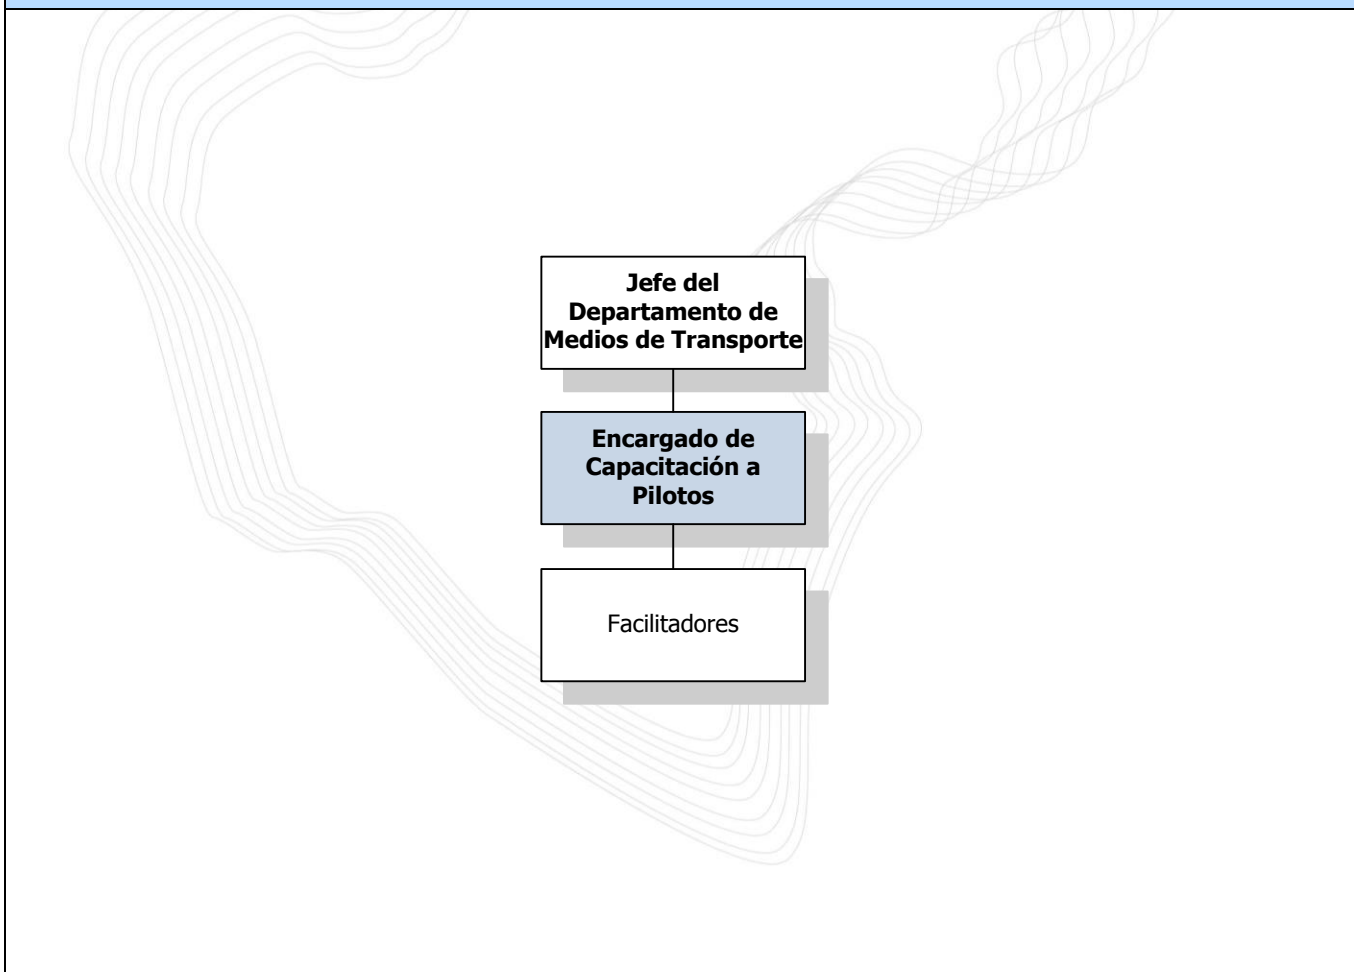 Jefe del
Departamento de
Medios de Transporte
Encargado de
Capacitación a
Pilotos
Facilitadores